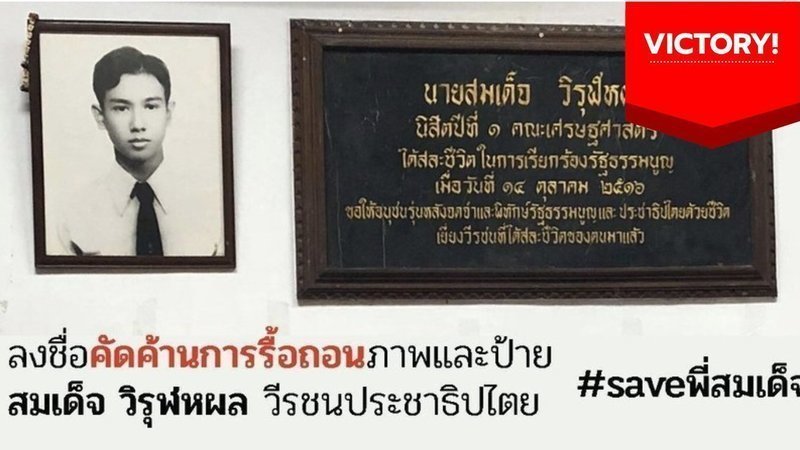 VICTORY!
นายสมเด็จ
นิสิตปีที่ ๑ คณะเศรษฐศาสตร์
ได้สละชีวิตในการเรียกร้องรัฐธรรมนูญ
เมื่อวันที่ ๑๔ ตุลาคม ๒๕๑๖
ขอให้อนุชนรุ่นหลังจดจำและพิทักษ์รัฐธรรมนูญและ ประชาธิปไตยด้วยชีวิต
เยี่ยงวีรชนที่ได้สละชีวิตของตนมาแล้ว
ลงชื่อคัดค้านการรื้อถอนภาพและป้าย
สมเด็จ วิรุฬหผล วีรชนประชาธิปไตย
#saveพี่สมเด็จ